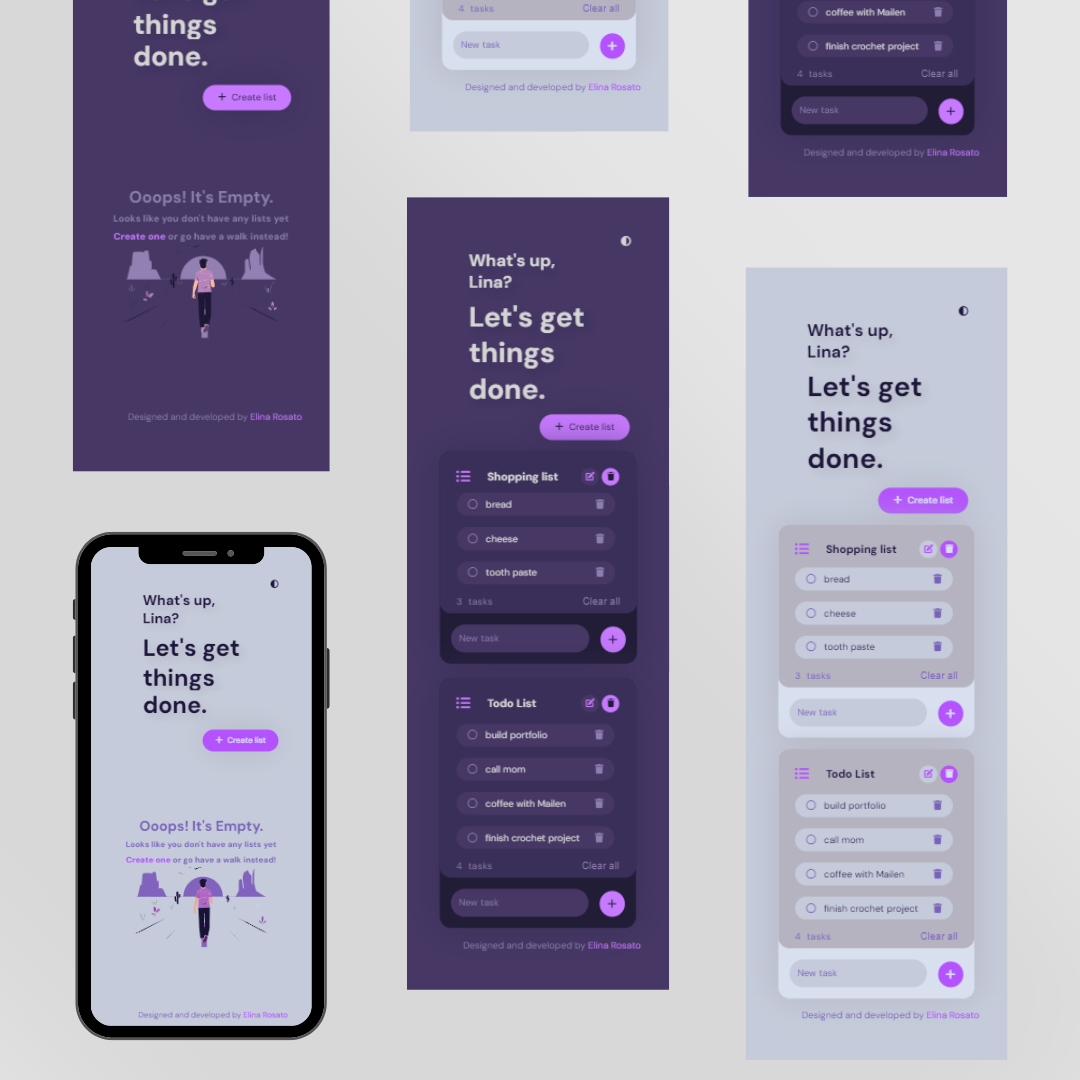 things
done.
+ Create list
Ooops! It's Empty.
Looks like you don't have any lists yet
Create one or go have a walk instead!
Designed and developed by Elina Rosato
What's up,
Lina?
Let's get
things
done.
+ Create list
Ooops! It's Empty.
Looks like you don't have any lists yet
Create one or go have a walk instead!
Designed and developed by Elina Rosato
4 tasks Clear all
New task
+
Designed and developed by Elina Rosato
What's up,
Lina?
Let's get
things
done.
+ Create list
Shopping list
bread
cheese
tooth paste
3 tasks Clear all
New task
+
Todo List
build portfolio
call mom
coffee with Mailen
finish crochet project
4 tasks Clear all
New task
+
Designed and developed by Elina Rosato
coffee with Mailen
finish crochet project
4 tasks Clear all
New task
+
Designed and developed by Elina Rosato
What's up,
Lina?
Let's get
things
done.
+ Create list
Shopping list
bread
cheese
tooth paste
3 tasks Clear all
New task
+
Todo List
build portfolio
call mom
coffee with Mailen
finish crochet project
4 tasks Clear all
New task
+
Designed and developed by Elina Rosato